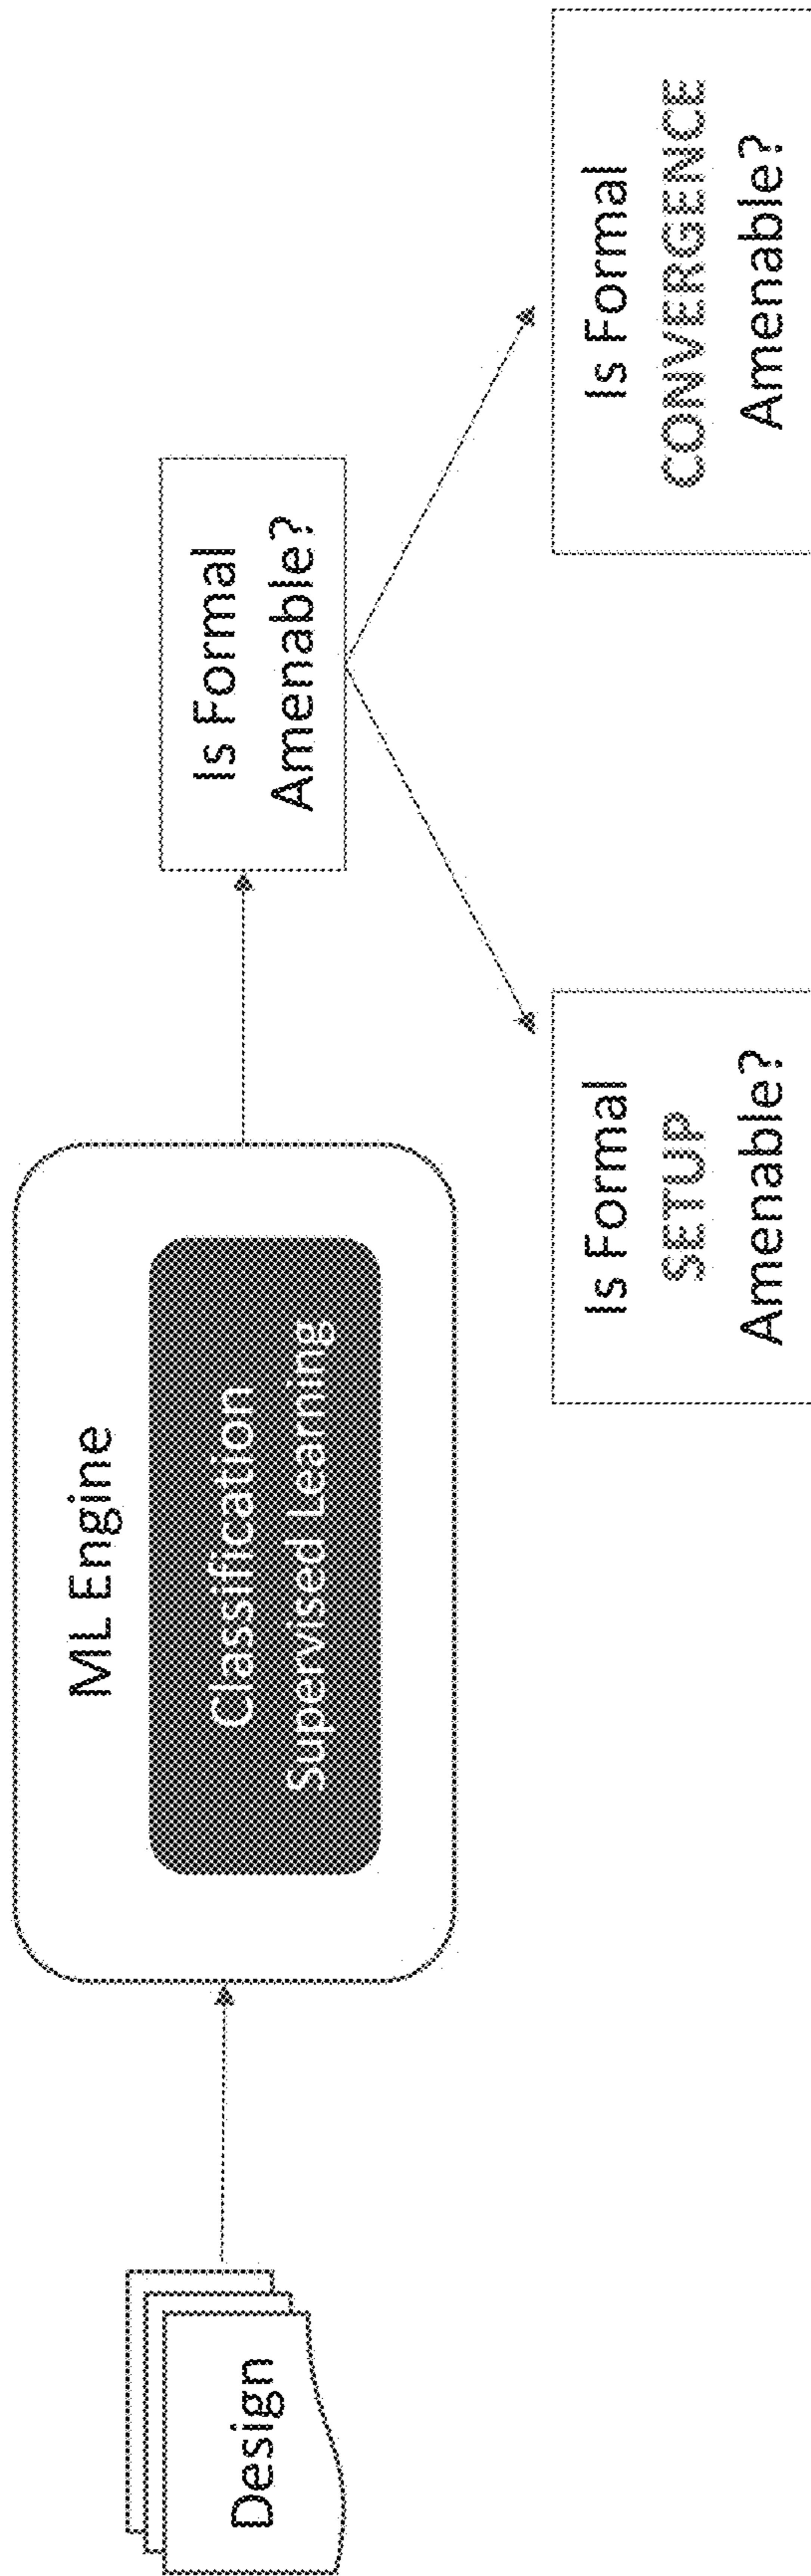 Design
ML Engine
Classification
Supervised Learning
Is Formal
Amenable?
Is Formal
SETUP
Amenable?
Is Formal
CONVERGENCE
Amenable?